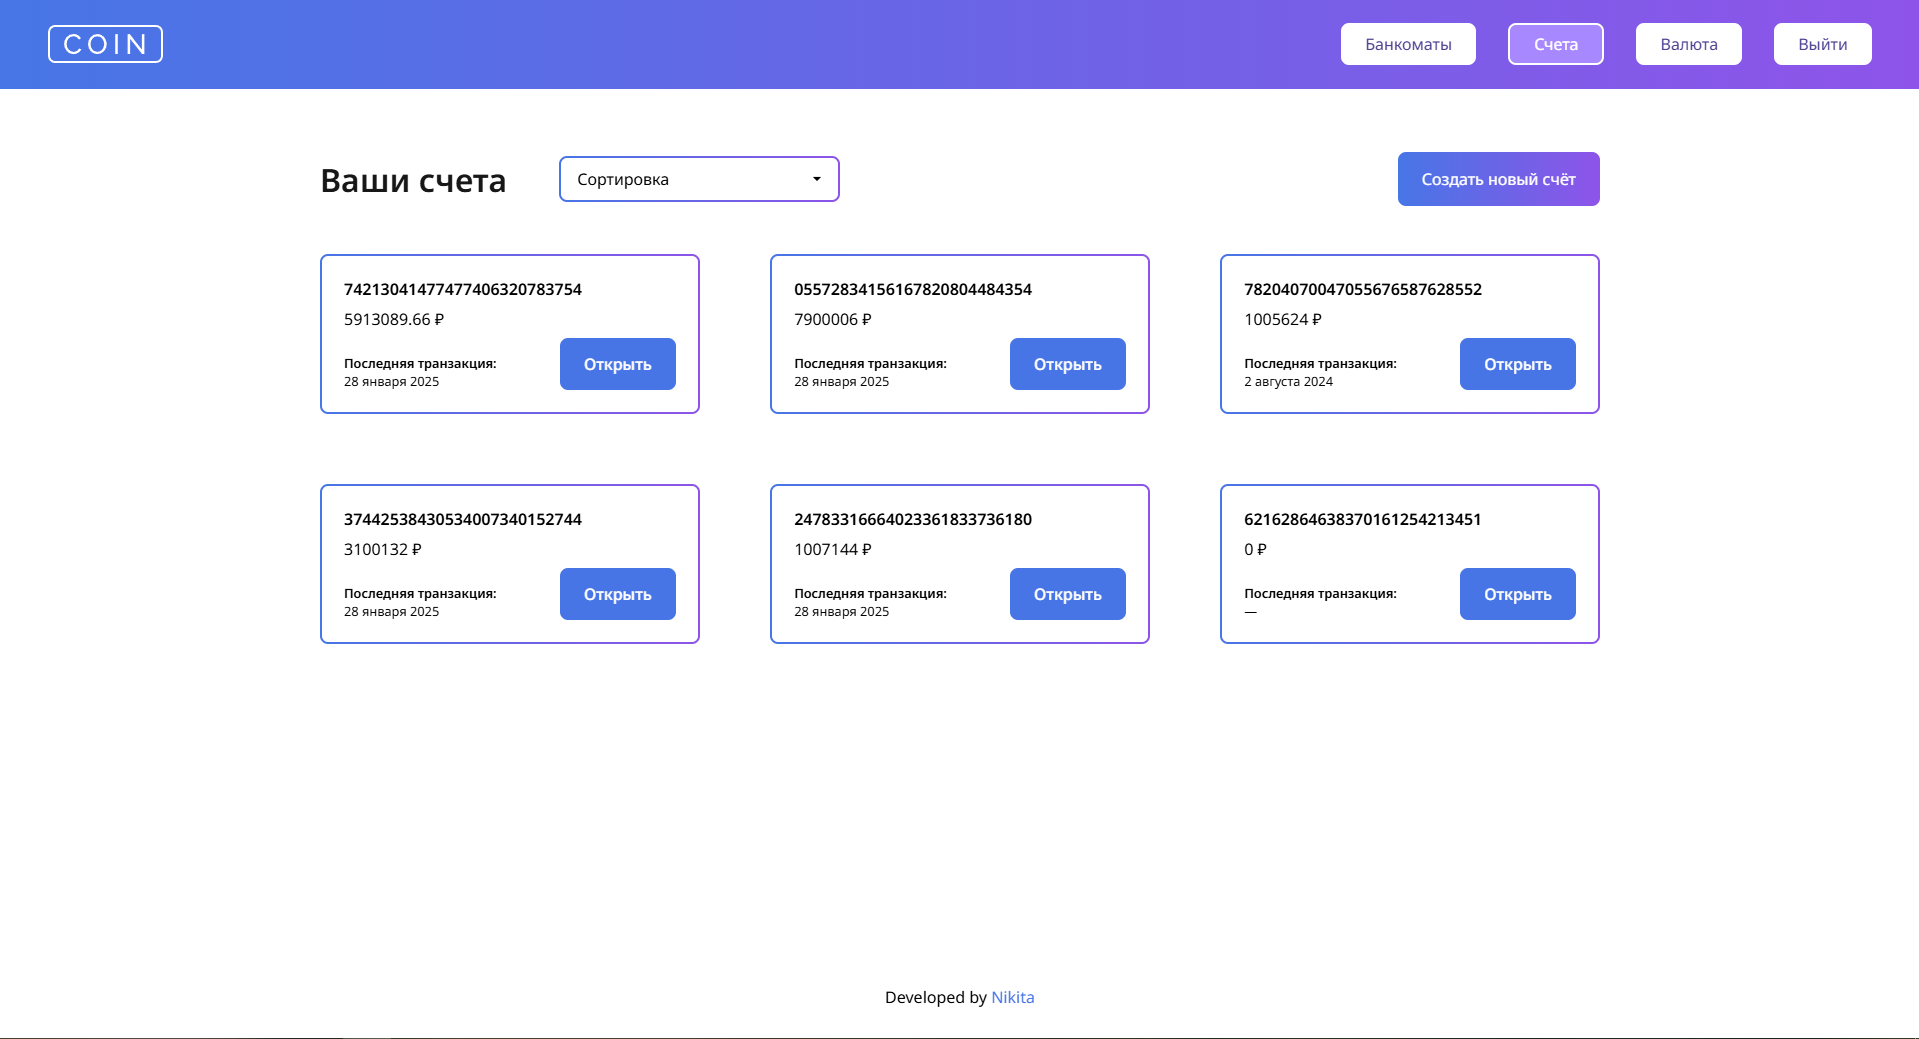 COIN
Банкоматы
Счета
Валюта
Выйти
Ваши счета
Сортировка
Создать новый счёт
74213041477477406320783754
5913089.66 ₽
Последняя транзакция:
28 января 2025
Открыть
05572834156167820804484354
7900006 ₽
Последняя транзакция:
28 января 2025
Открыть
78204070047055676587628552
1005624 ₽
Последняя транзакция:
2 августа 2024
Открыть
37442538430534007340152744
3100132 ₽
Последняя транзакция:
28 января 2025
Открыть
24783316664023361833736180
1007144 ₽
Последняя транзакция:
28 января 2025
Открыть
62162864638370161254213451
0 ₽
Последняя транзакция:
—
Открыть
Developed by Nikita